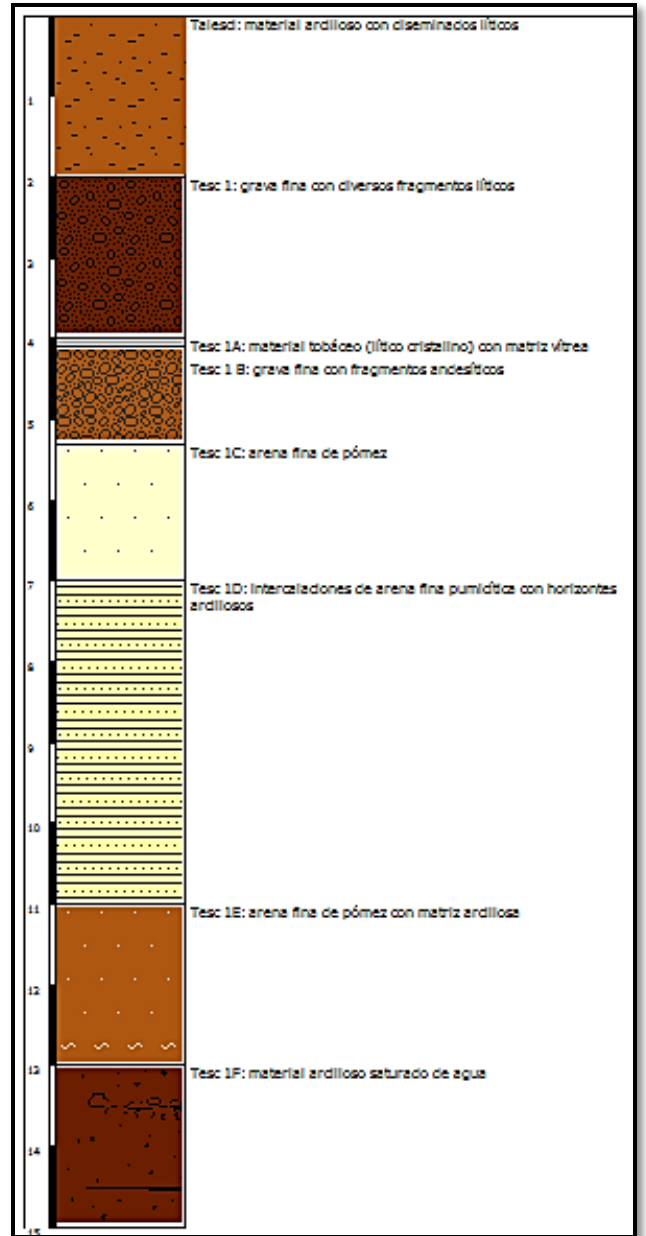 Talescl: material arcilloso con diseminados líticos
1
2
Tesc 1: grava fina con diversos fragmentos líticos
3
4
Tesc 1A: material tobáceo (lítico cristalino) con matriz vítrea
Tesc 1 B: grava fina con fragmentos andesíticos
5
Tesc 1C: arena fina de pómez
6
7
Tesc 1D: intercalaciones de arena fina pumicítica con horizontes
arcillosos
8
9
10
11
Tesc 1E: arena fina de pómez con matriz arcillosa
12
13
Tesc 1F: material arcilloso saturado de agua
14
15